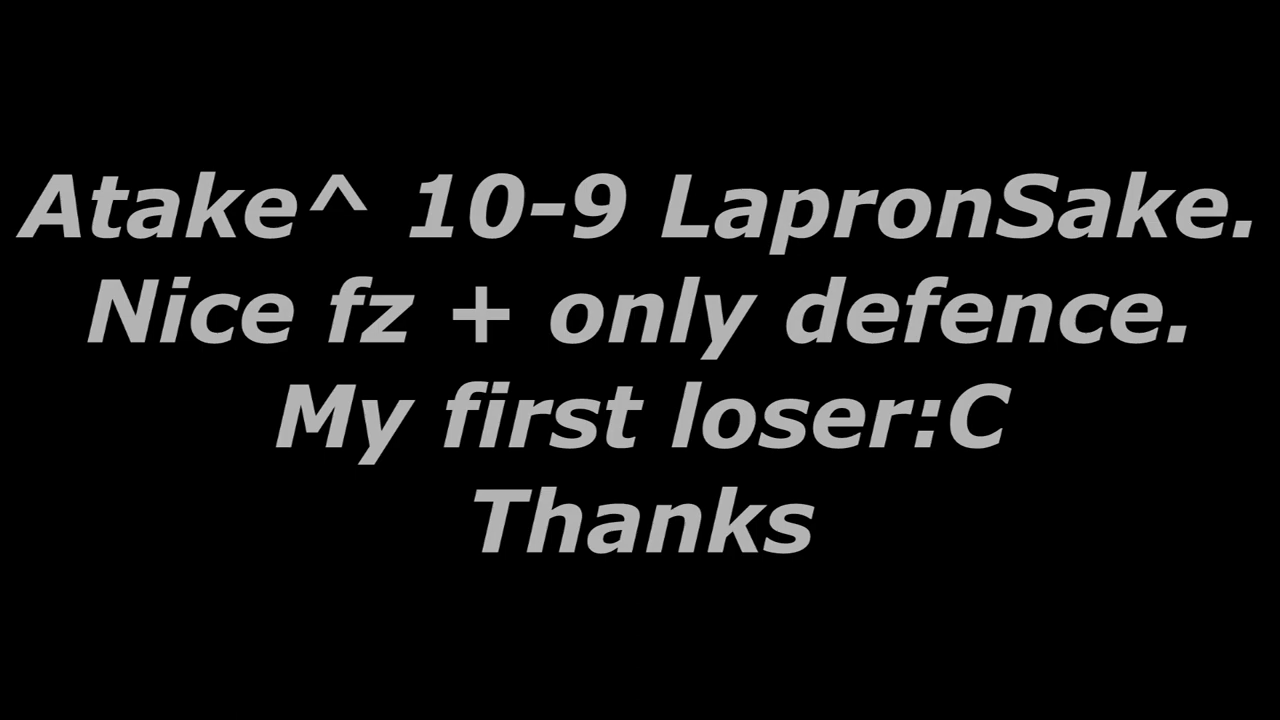 Atake^ 10-9 LapronSake.
Nice fz + only defence.
My first loser:C
Thanks